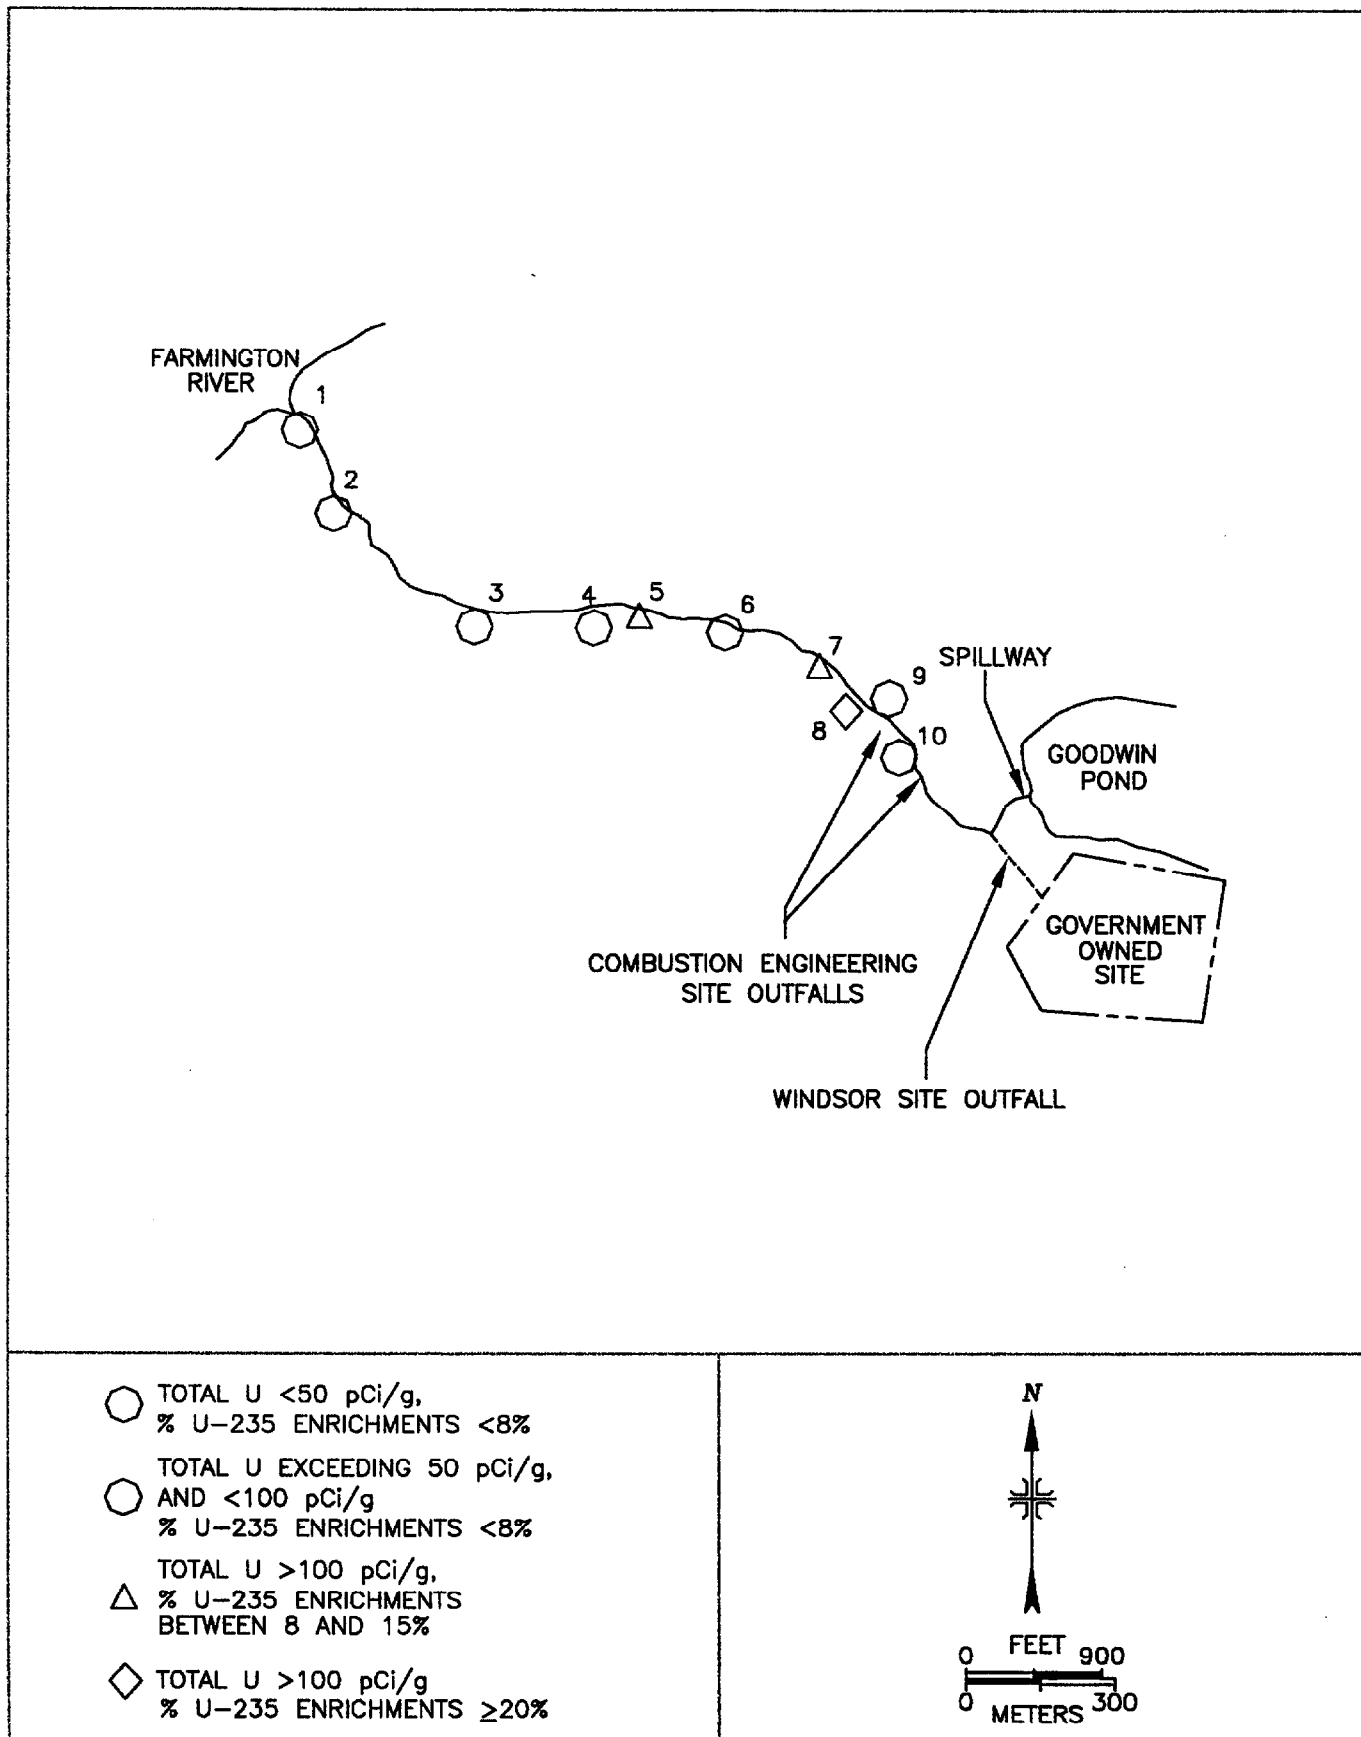 FARMINGTON
RIVER
1
2
3
4
5
6
7
8
9
10
SPILLWAY
GOODWIN
POND
GOVERNMENT
OWNED
SITE
COMBUSTION ENGINEERING
SITE OUTFALLS
WINDSOR SITE OUTFALL
TOTAL U <50 pCi/g,
% U-235 ENRICHMENTS <8%
TOTAL U EXCEEDING 50 pCi/g,
AND <100 pCi/g
% U-235 ENRICHMENTS <8%
TOTAL U >100 pCi/g,
% U-235 ENRICHMENTS
BETWEEN 8 AND 15%
TOTAL U >100 pCi/g
% U-235 ENRICHMENTS ≥20%
N
0 FEET 900
0 METERS 300